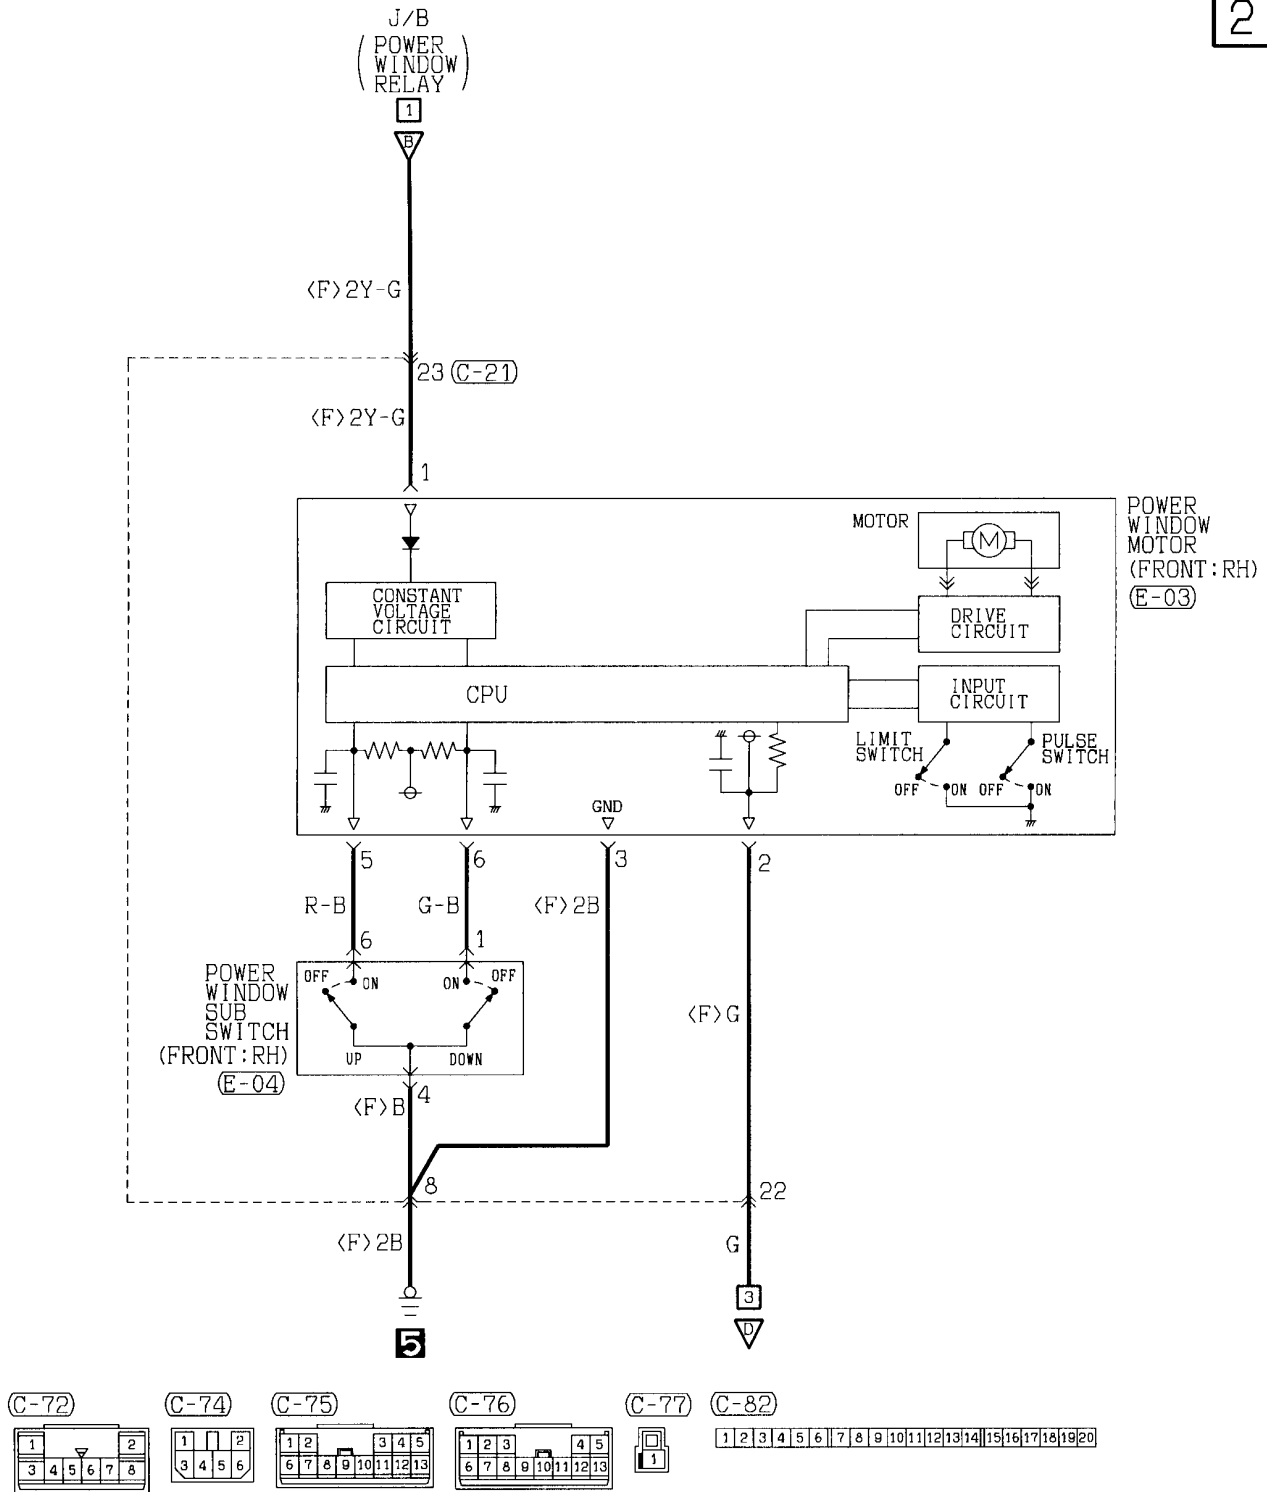 2
J/B
(POWER
WINDOW
RELAY)
1
B
<F>2Y-G
23 (C-21)
<F>2Y-G
1
POWER
WINDOW
MOTOR
(FRONT:RH)
(E-03)
MOTOR
M
CONSTANT
VOLTAGE
CIRCUIT
DRIVE
CIRCUIT
CPU
INPUT
CIRCUIT
LIMIT
SWITCH
PULSE
SWITCH
OFF ON OFF ON
GND
5 6 3 2
R-B G-B <F>2B
6 1
POWER
WINDOW
SUB
SWITCH
(FRONT:RH)
(E-04)
OFF ON ON OFF
UP DOWN
<F>G
4
<F>B
8
22
<F>2B
G
3
D
5
(C-72) (C-74) (C-75) (C-76) (C-77) (C-82)
1 2
3 4 5 6 7 8
1 2
3 4 5 6
1 2 3 4 5
6 7 8 9 10 11 12 13
1 2 3 4 5
6 7 8 9 10 11 12 13
1
1 2 3 4 5 6 7 8 9 10 11 12 13 14 15 16 17 18 19 20